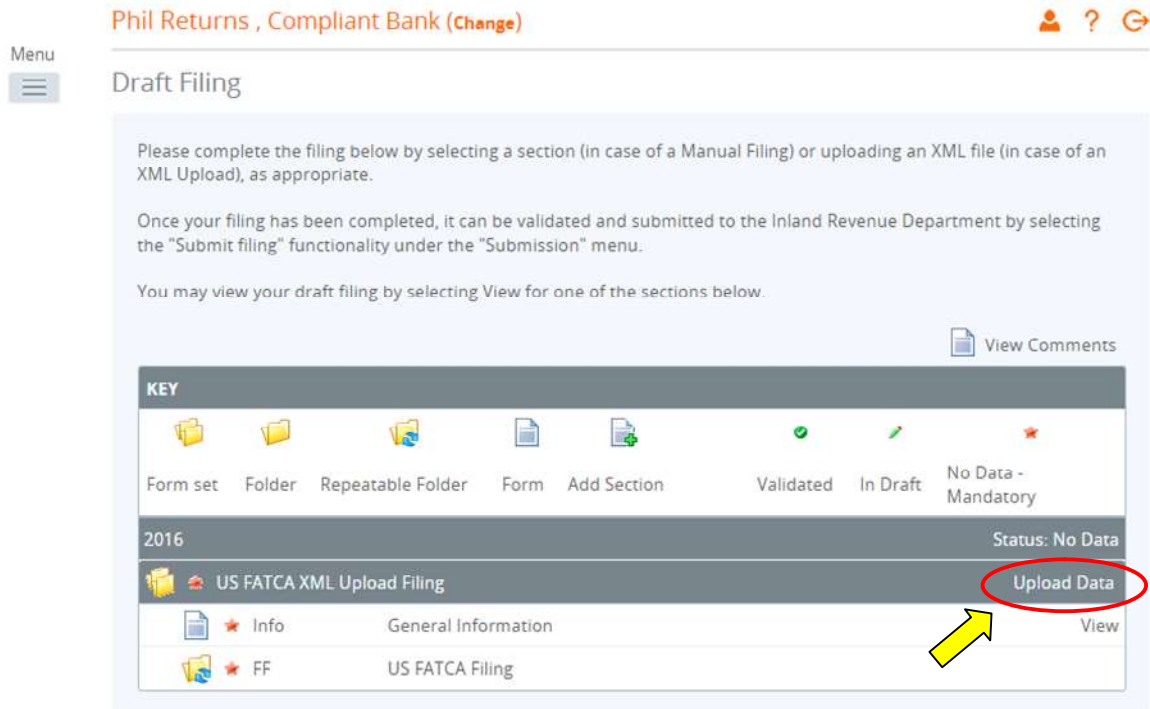 Phil Returns , Compliant Bank (Change)
?
Menu
Draft Filing
Please complete the filing below by selecting a section (in case of a Manual Filing) or uploading an XML file (in case of an
XML Upload), as appropriate.
Once your filing has been completed, it can be validated and submitted to the Inland Revenue Department by selecting
the "Submit filing" functionality under the "Submission" menu.
You may view your draft filing by selecting View for one of the sections below.
View Comments
KEY
Form set Folder Repeatable Folder Form Add Section Validated In Draft No Data -
Mandatory
2016 Status: No Data
US FATCA XML Upload Filing Upload Data
Info General Information View
FF US FATCA Filing